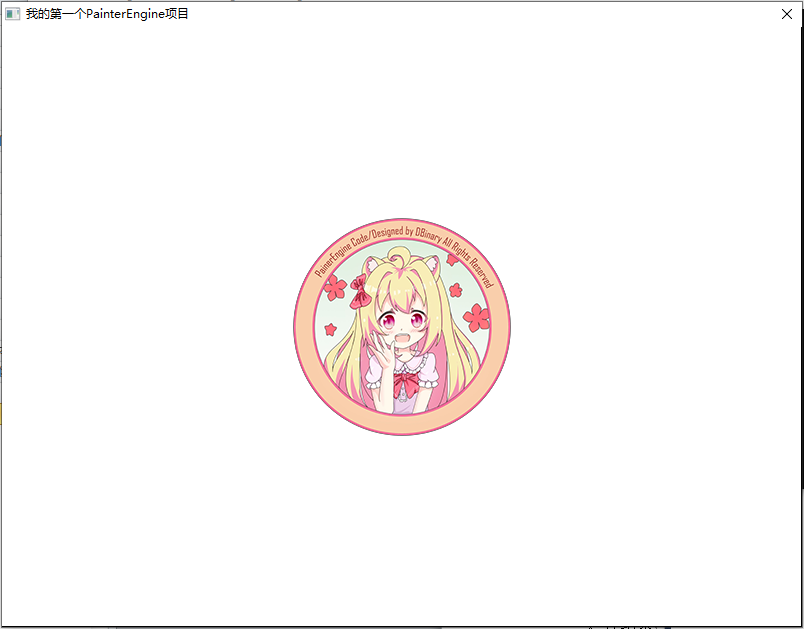 我的第一个PainterEngine项目
PainerEngine Code/Designed by DBinary All Rights Reserved